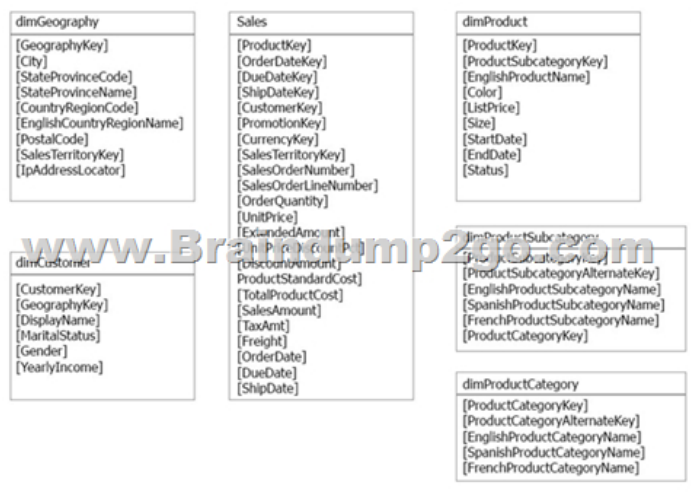 dimGeography
[GeographyKey]
[City]
[StateProvinceCode]
[StateProvinceName]
[CountryRegionCode]
[EnglishCountryRegionName]
[PostalCode]
[SalesTerritoryKey]
[IpAddressLocator]
dimCustomer
[CustomerKey]
[GeographyKey]
[DisplayName]
[MaritalStatus]
[Gender]
[YearlyIncome]
Sales
[ProductKey]
[OrderDateKey]
[DueDateKey]
[ShipDateKey]
[CustomerKey]
[PromotionKey]
[CurrencyKey]
[SalesTerritoryKey]
[SalesOrderNumber]
[SalesOrderLineNumber]
[OrderQuantity]
[UnitPrice]
[ExtendedAmount]
[UnitPriceDiscountPct]
[DiscountAmount]
ProductStandardCost]
[TotalProductCost]
[SalesAmount]
[TaxAmt]
[Freight]
[OrderDate]
[DueDate]
[ShipDate]
dimProduct
[ProductKey]
[ProductSubcategoryKey]
[EnglishProductName]
[Color]
[ListPrice]
[Size]
[StartDate]
[EndDate]
[Status]
dimProductSubcategory
[ProductSubcategoryKey]
[ProductSubcategoryAlternateKey]
[EnglishProductSubcategoryName]
[SpanishProductSubcategoryName]
[FrenchProductSubcategoryName]
[ProductCategoryKey]
dimProductCategory
[ProductCategoryKey]
[ProductCategoryAlternateKey]
[EnglishProductCategoryName]
[SpanishProductCategoryName]
[FrenchProductCategoryName]
www.Braindump2go.com